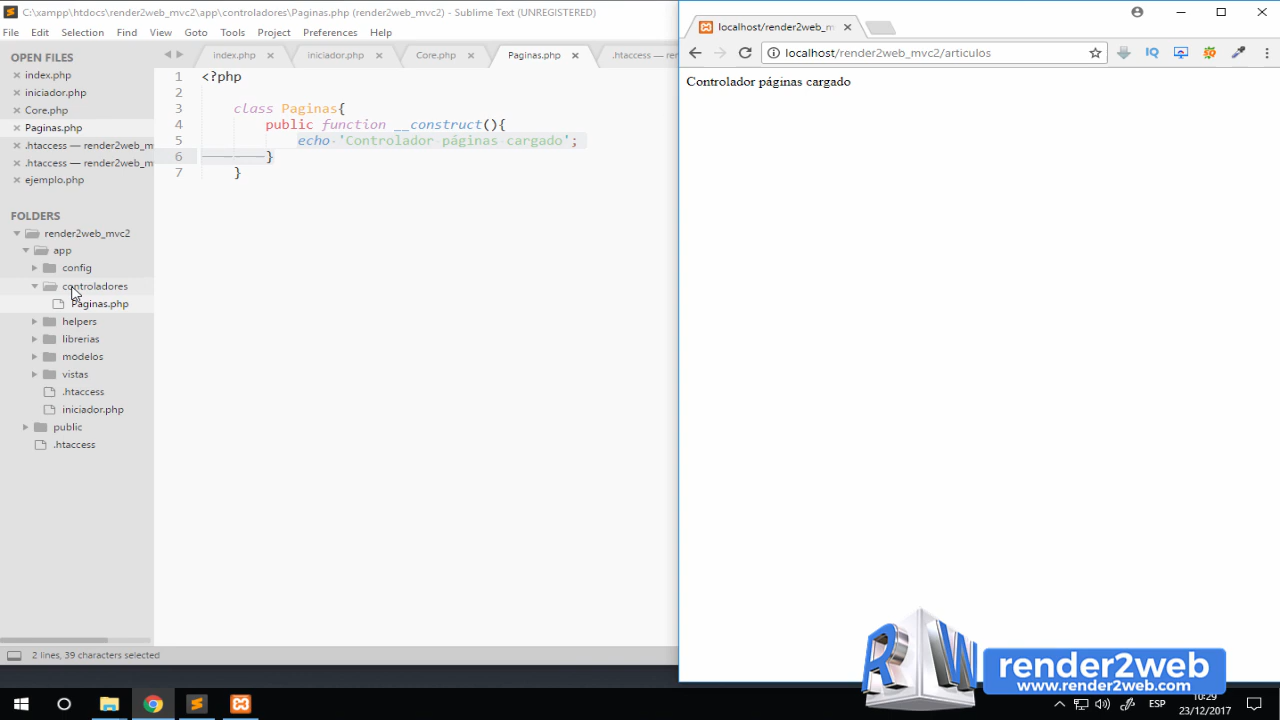 C:\xampp\htdocs\render2web_mvc2\app\controladores\Paginas.php (render2web_mvc2) - Sublime Text (UNREGISTERED)
File Edit Selection Find View Goto Tools Project Preferences Help
OPEN FILES
index.php
iniciador.php
Core.php
Paginas.php
.htaccess — render2web_m
.htaccess — render2web_m
ejemplo.php
FOLDERS
render2web_mvc2
app
config
controladores
Paginas.php
helpers
librerias
modelos
vistas
.htaccess
iniciador.php
public
.htaccess
index.php iniciador.php Core.php Paginas.php .htaccess — rend
1 <?php
2
3 class Paginas{
4 public function __construct(){
5 echo 'Controlador páginas cargado';
6 }
7 }
2 lines, 39 characters selected
localhost/render2web_m
localhost/render2web_mvc2/articulos
IQ
Controlador páginas cargado
RW
render2web
www.render2web.com
ESP
10:29
23/12/2017